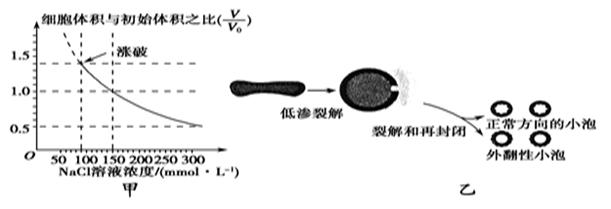 细胞体积与初始体积之比(V/V₀)
涨破
1.5
1.0
0.5
O
50 100 150 200 250 300
NaCl溶液浓度/(mmol·L⁻¹)
甲
低渗裂解
裂解和再封闭
正常方向的小泡
外翻性小泡
乙